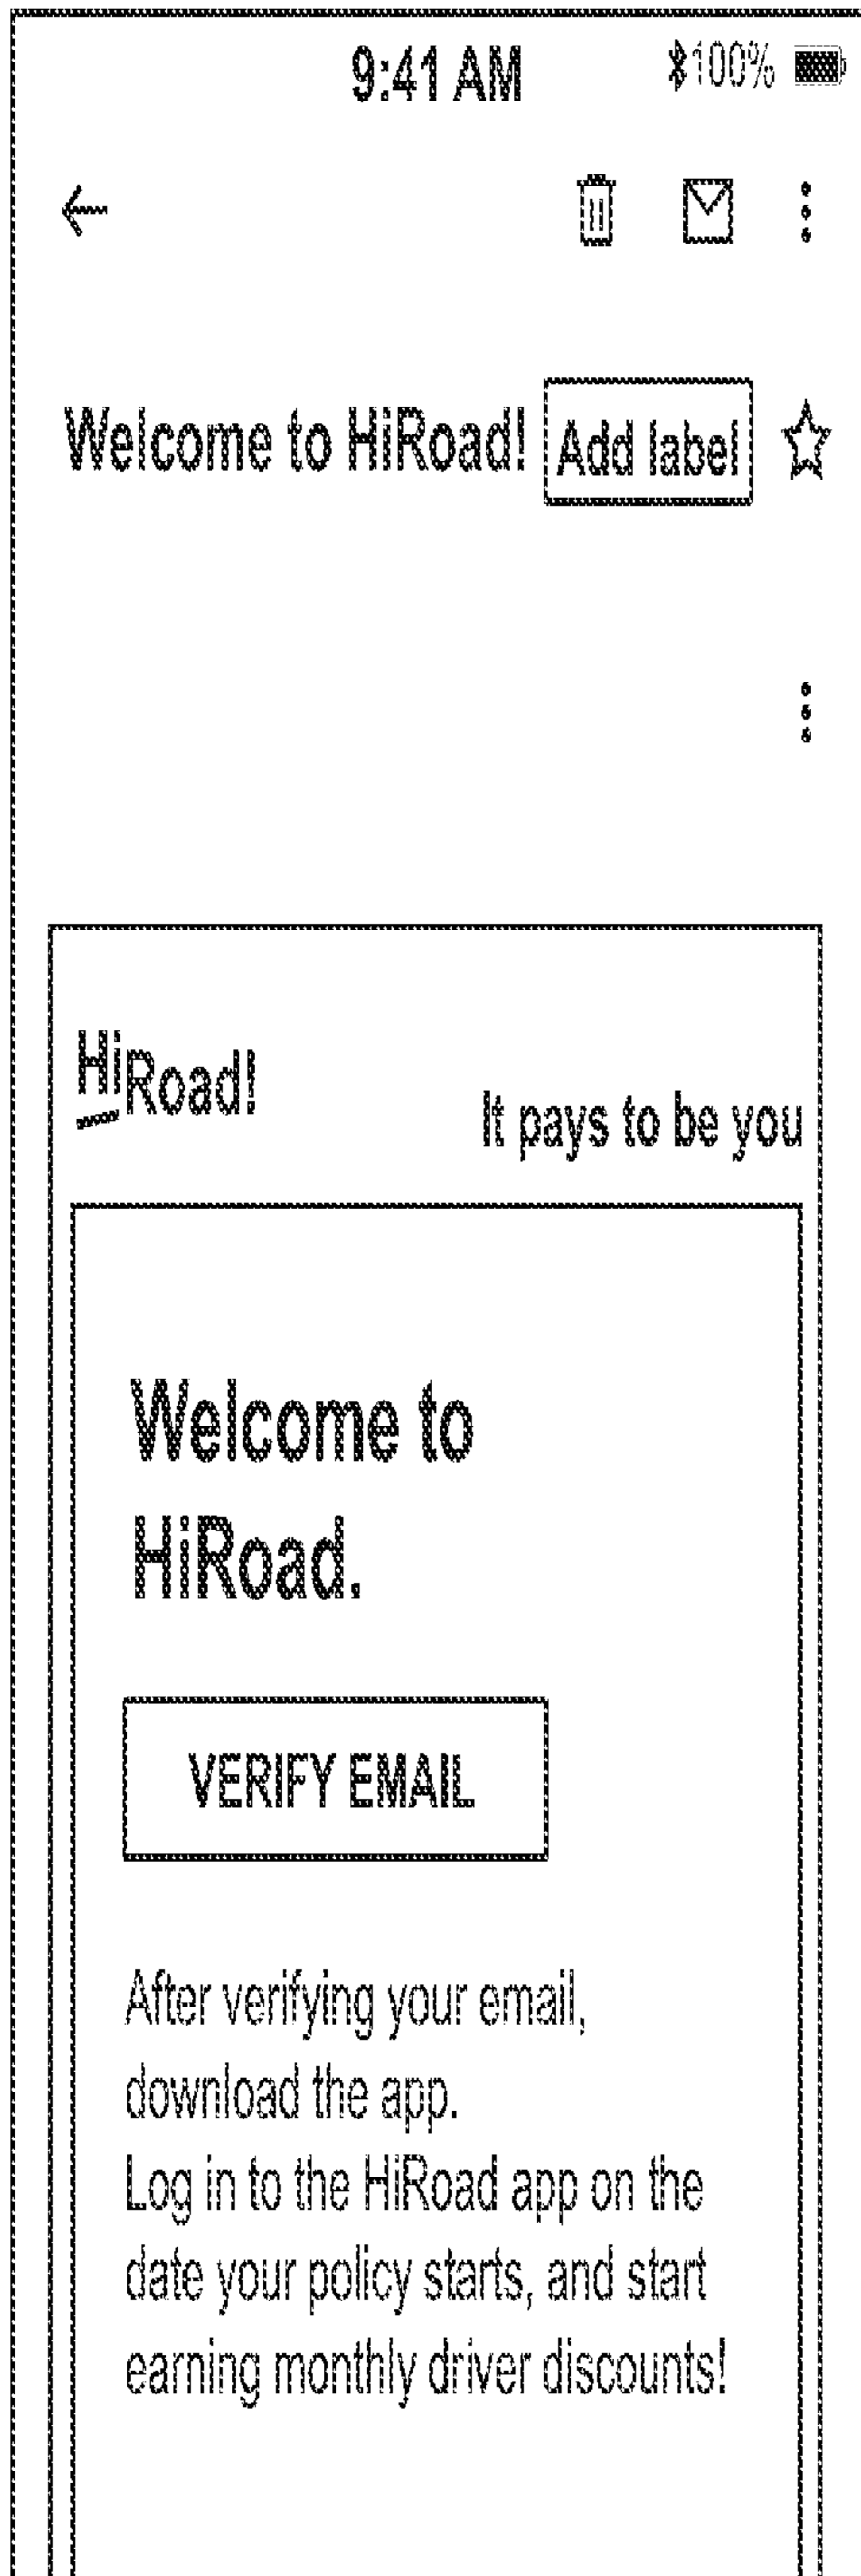 9:41 AM 100%
Welcome to HiRoad! Add label
HiRoad!
It pays to be you
Welcome to
HiRoad.
VERIFY EMAIL
After verifying your email,
download the app.
Log in to the HiRoad app on the
date your policy starts, and start
earning monthly driver discounts!